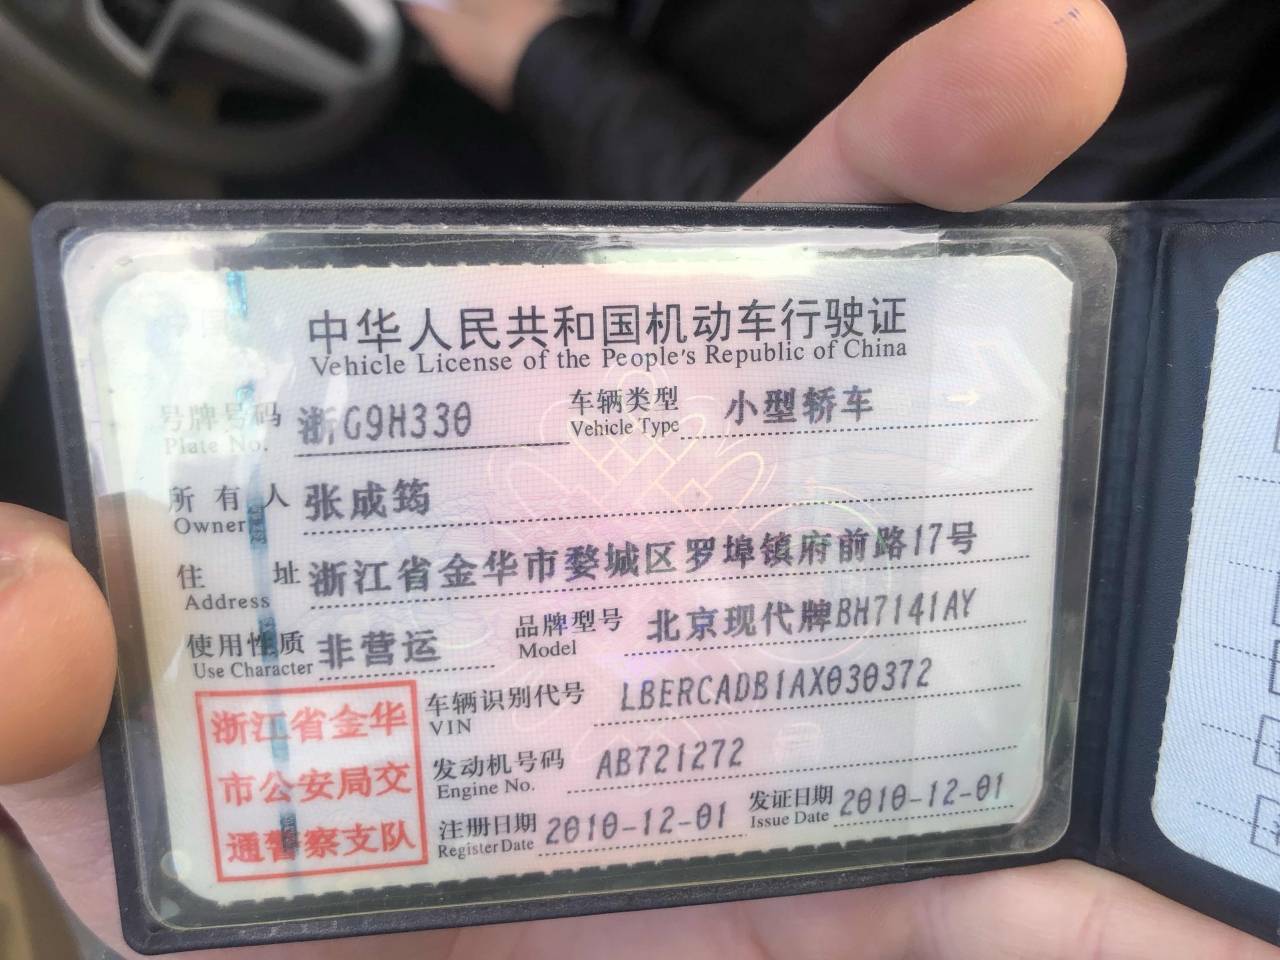 中华人民共和国机动车行驶证
Vehicle License of the People's Republic of China
号牌号码 浙G9H330 车辆类型 小型轿车
Plate No. Vehicle Type
所有人 张成筠
Owner
住址 浙江省金华市婺城区罗埠镇府前路17号
Address
使用性质 非营运 品牌型号 北京现代牌BH7141AY
Use Character Model
车辆识别代号 LBERCADB1AX030372
VIN
发动机号码 AB721272
Engine No.
注册日期 2010-12-01 发证日期 2010-12-01
Register Date Issue Date
浙江省金华
市公安局交
通警察支队